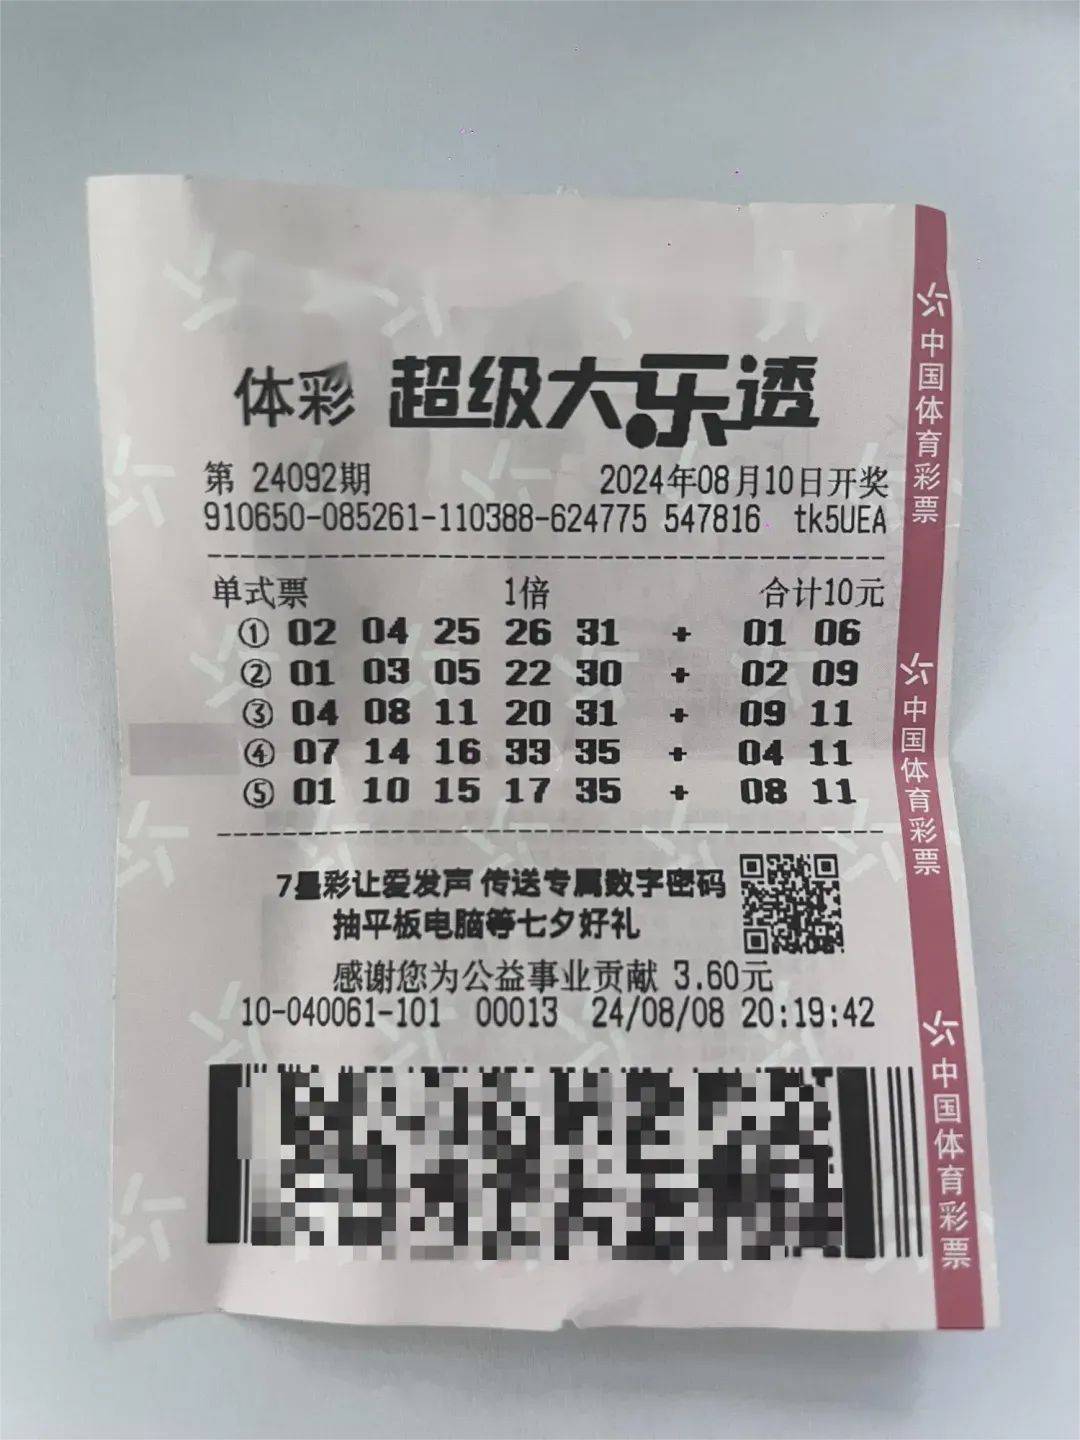 体彩 超级大乐透
第 24092期 2024年08月10日开奖
910650-085261-110388-624775 547816 tk5UEA
单式票 1倍 合计10元
① 02 04 25 26 31 + 01 06
② 01 03 05 22 30 + 02 09
③ 04 08 11 20 31 + 09 11
④ 07 14 16 33 35 + 04 11
⑤ 01 10 15 17 35 + 08 11
7星彩让爱发声 传送专属数字密码
抽平板电脑等七夕好礼
感谢您为公益事业贡献 3.60元
10-040061-101 00013 24/08/08 20:19:42
中国体育彩票
中国体育彩票
中国体育彩票